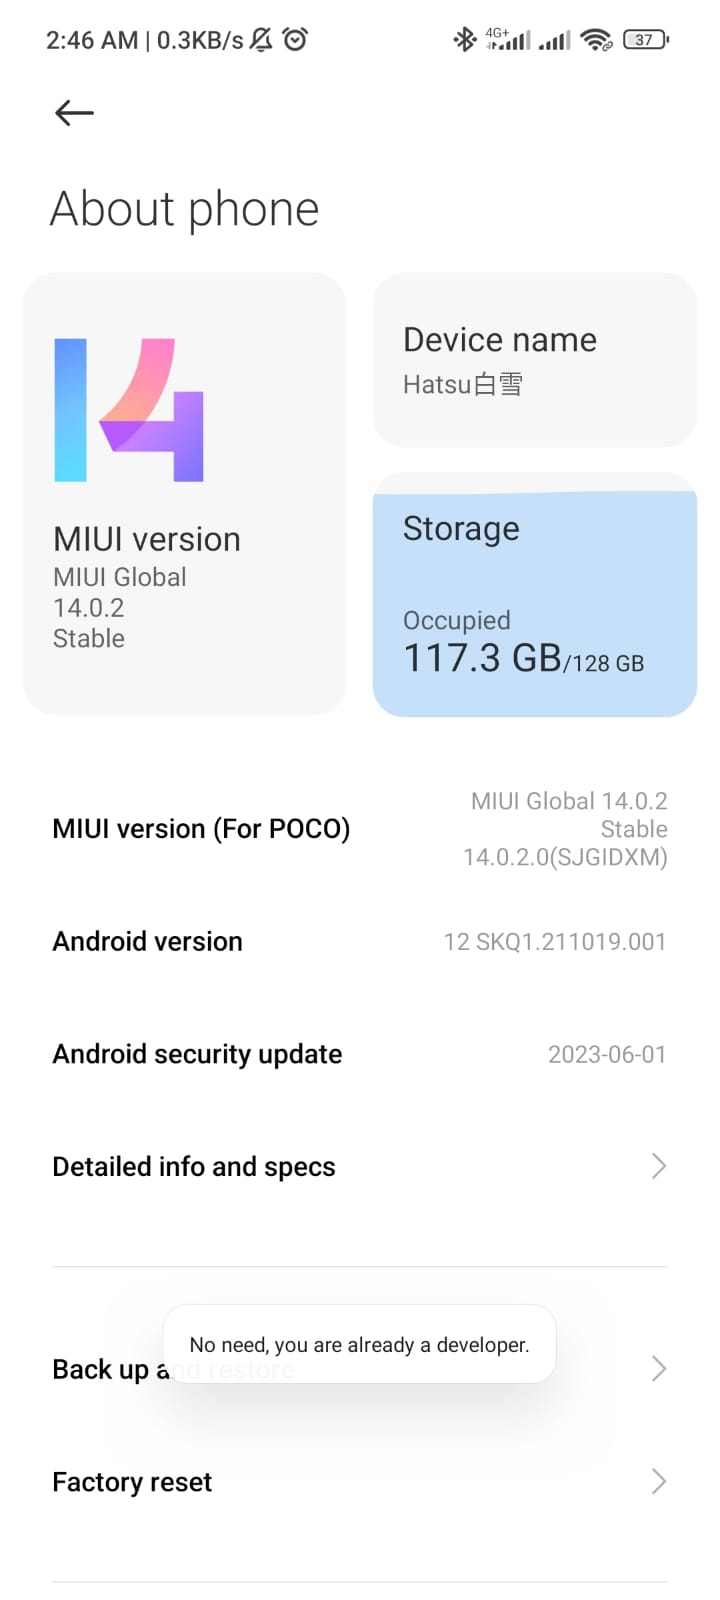 2:46 AM | 0.3KB/s
4G+
37
About phone
14
MIUI version
MIUI Global
14.0.2
Stable
Device name
Hatsu白雪
Storage
Occupied
117.3 GB/128 GB
MIUI version (For POCO)
MIUI Global 14.0.2
Stable
14.0.2.0(SJGIDXM)
Android version
12 SKQ1.211019.001
Android security update
2023-06-01
Detailed info and specs
No need, you are already a developer.
Back up and restore
Factory reset